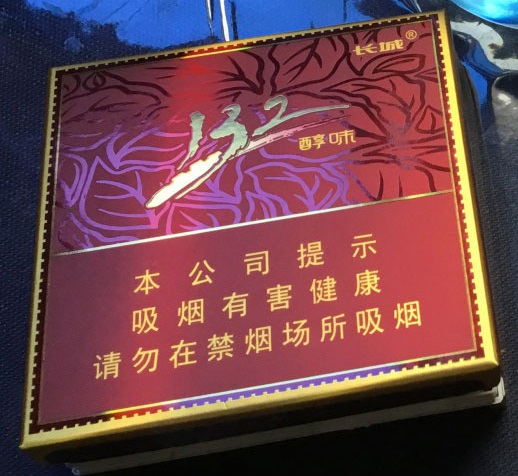 长城®
132
醇味
本公司提示
吸烟有害健康
请勿在禁烟场所吸烟